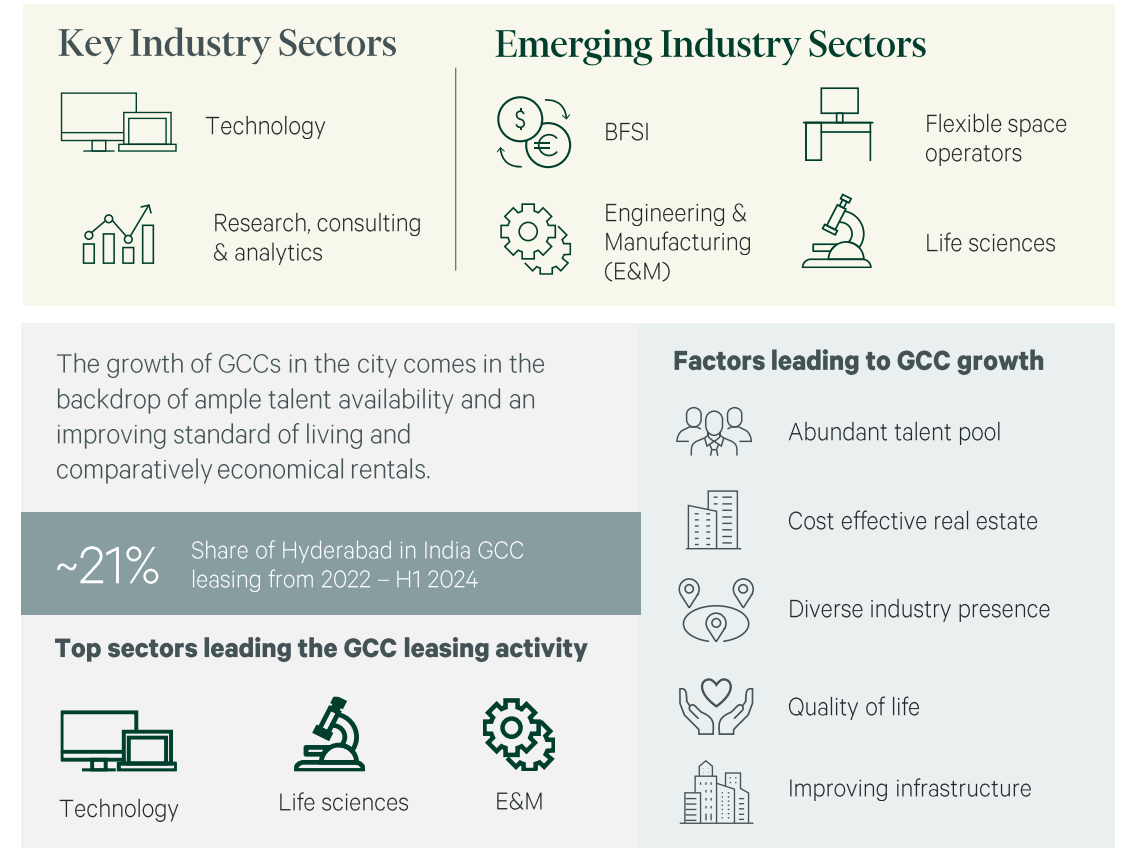 Key Industry Sectors
Technology
Research, consulting
& analytics
Emerging Industry Sectors
$
€
BFSI
Flexible space
operators
Engineering &
Manufacturing
(E&M)
Life sciences
The growth of GCCs in the city comes in the
backdrop of ample talent availability and an
improving standard of living and
comparatively economical rentals.
~21%
Share of Hyderabad in India GCC
leasing from 2022 – H1 2024
Top sectors leading the GCC leasing activity
Technology
Life sciences
E&M
Factors leading to GCC growth
Abundant talent pool
Cost effective real estate
Diverse industry presence
Quality of life
Improving infrastructure